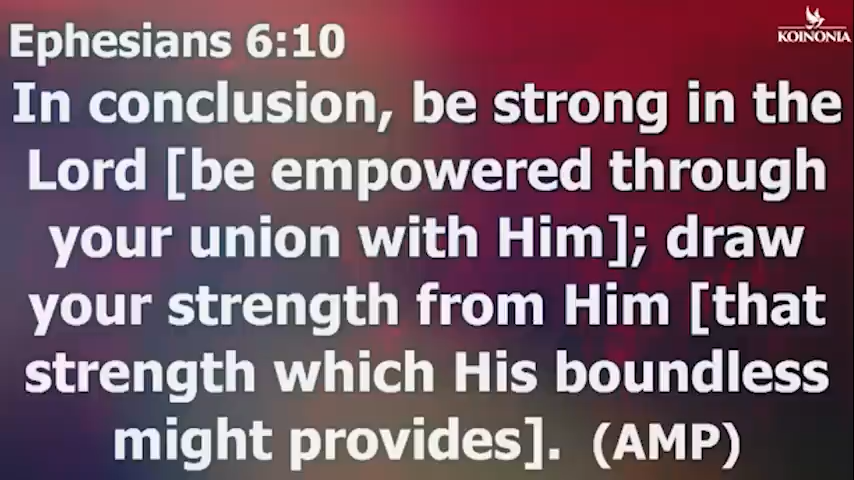 Ephesians 6:10
KOINONIA
In conclusion, be strong in the
Lord [be empowered through
your union with Him]; draw
your strength from Him [that
strength which His boundless
might provides]. (AMP)